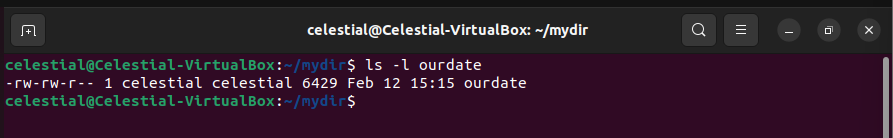 celestial@Celestial-VirtualBox: ~/mydir
celestial@Celestial-VirtualBox:~/mydir$ ls -l ourdate
-rw-rw-r-- 1 celestial celestial 6429 Feb 12 15:15 ourdate
celestial@Celestial-VirtualBox:~/mydir$